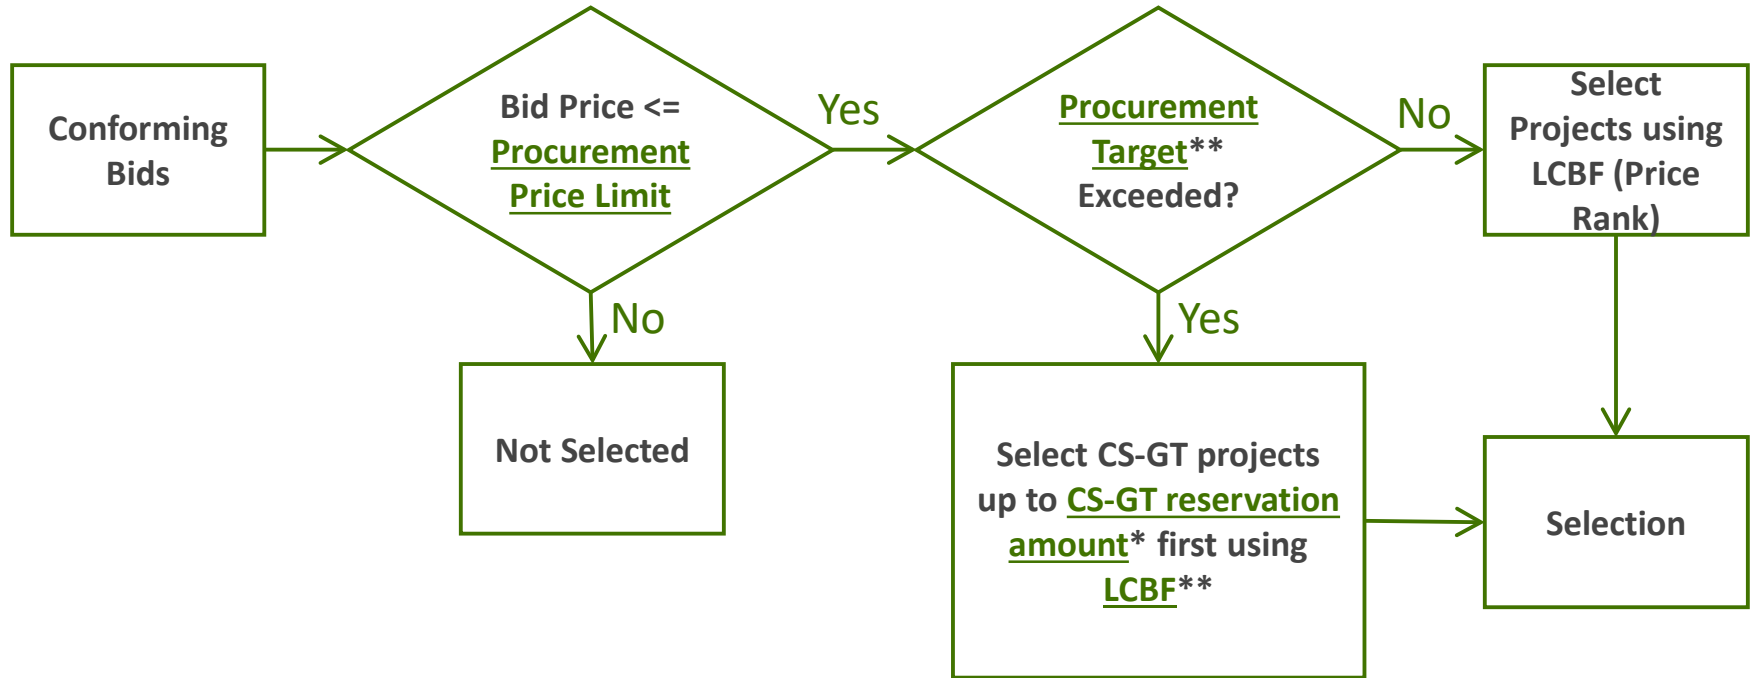 Conforming
Bids
Bid Price <=
Procurement
Price Limit
Yes
No
Not Selected
Procurement
Target**
Exceeded?
No
Yes
Select
Projects using
LCBF (Price
Rank)
Select CS-GT projects
up to CS-GT reservation
amount* first using
LCBF**
Selection